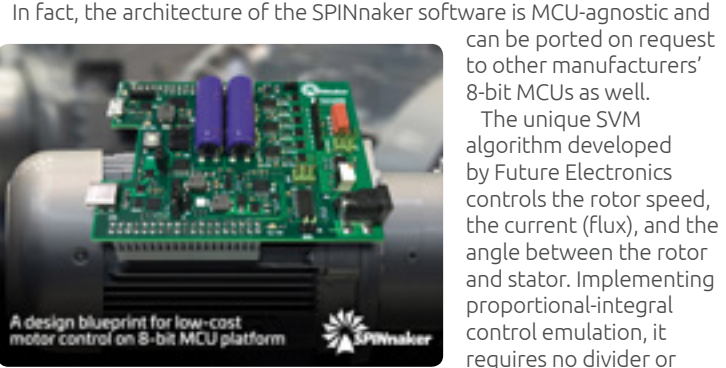 In fact, the architecture of the SPINnaker software is MCU-agnostic and
can be ported on request
to other manufacturers’
8-bit MCUs as well.
The unique SVM
algorithm developed
by Future Electronics
controls the rotor speed,
the current (flux), and the
angle between the rotor
and stator. Implementing
proportional-integral
control emulation, it
requires no divider or
A design blueprint for low-cost
motor control on 8-bit MCU platform
SPINnaker